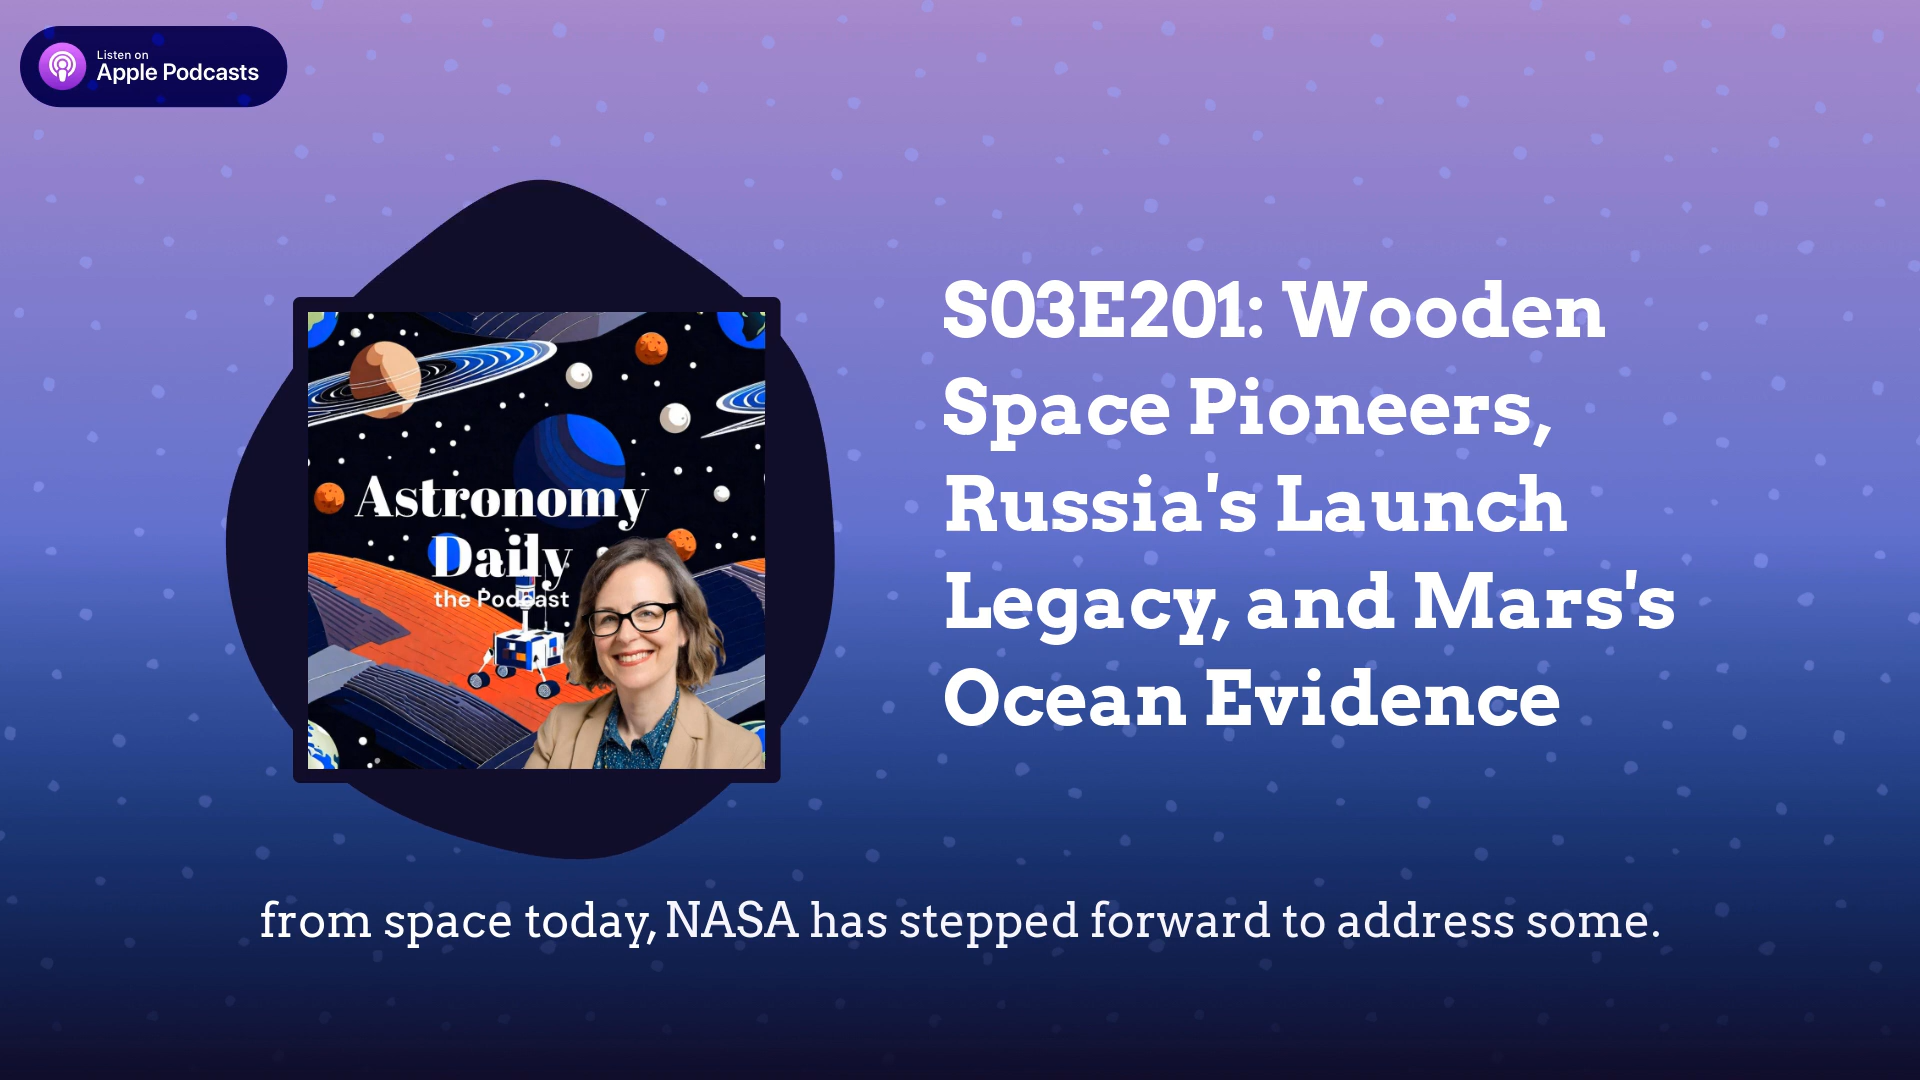 Listen on
Apple Podcasts
Astronomy
Daily
the Podcast
S03E201: Wooden
Space Pioneers,
Russia's Launch
Legacy, and Mars's
Ocean Evidence
from space today, NASA has stepped forward to address some.